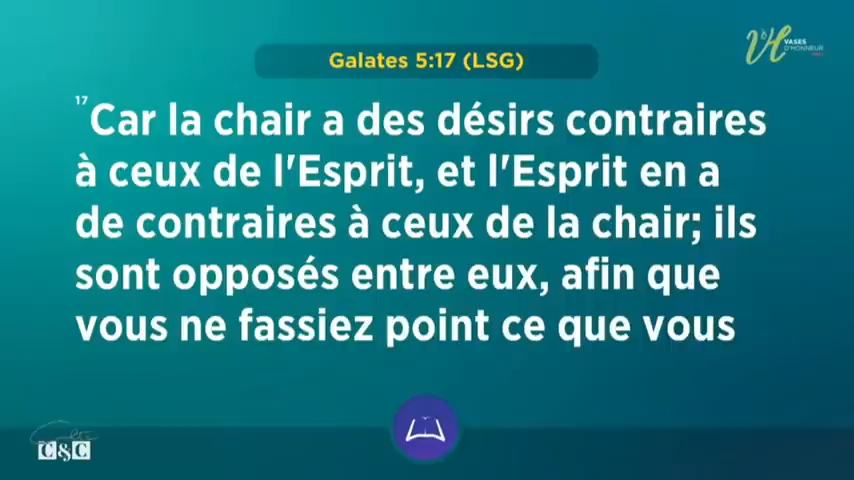 VH
VASES
D'HONNEUR
Galates 5:17 (LSG)
17 Car la chair a des désirs contraires
à ceux de l'Esprit, et l'Esprit en a
de contraires à ceux de la chair; ils
sont opposés entre eux, afin que
vous ne fassiez point ce que vous
C&C